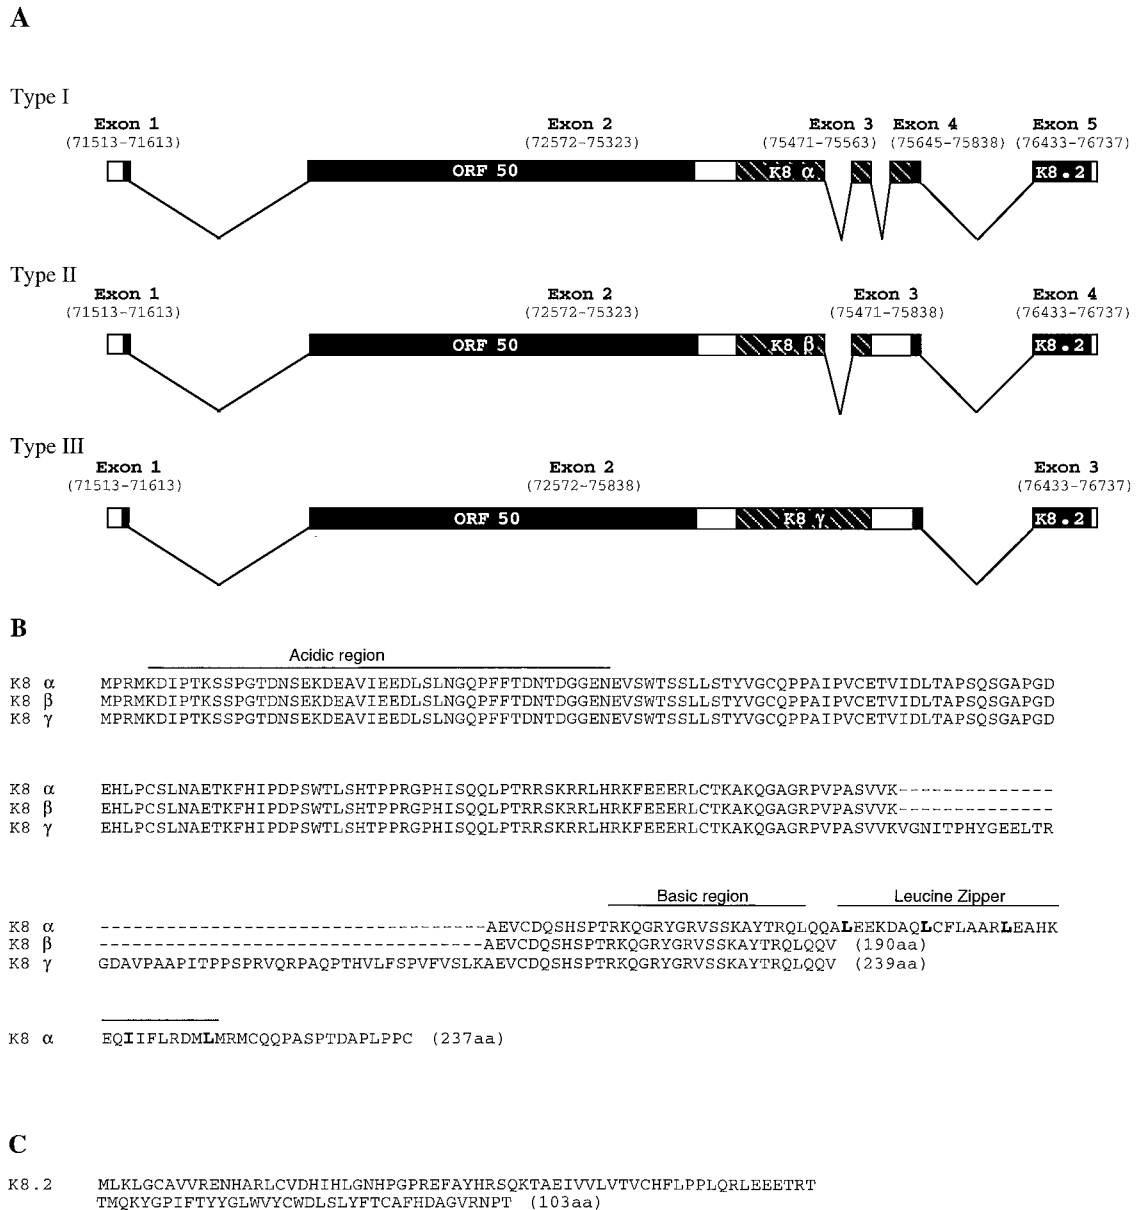 A
Type I
Exon 1 Exon 2 Exon 3 Exon 4 Exon 5
(71513-71613) (72572-75323) (75471-75563) (75645-75838) (76433-76737)
ORF 50 K8 α K8.2
Type II
Exon 1 Exon 2 Exon 3 Exon 4
(71513-71613) (72572-75323) (75471-75838) (76433-76737)
ORF 50 K8 β K8.2
Type III
Exon 1 Exon 2 Exon 3
(71513-71613) (72572-75838) (76433-76737)
ORF 50 K8 γ K8.2
B
Acidic region
K8 α MPRMKDIPTKSSPGTDNSEKDEAVIEEDLSLNGQPFFTDNTDGGENEVSWTSSLLSTYVGCQPPAIPVCETVIDLTAPSQSGAPGD
K8 β MPRMKDIPTKSSPGTDNSEKDEAVIEEDLSLNGQPFFTDNTDGGENEVSWTSSLLSTYVGCQPPAIPVCETVIDLTAPSQSGAPGD
K8 γ MPRMKDIPTKSSPGTDNSEKDEAVIEEDLSLNGQPFFTDNTDGGENEVSWTSSLLSTYVGCQPPAIPVCETVIDLTAPSQSGAPGD
K8 α EHLPCSLNAETKFHIPDPSWTLSHTPPRGPHISQQLPTRRSKRRLHRKFEEERLCTKAKQGAGRPVPASVVK--------------
K8 β EHLPCSLNAETKFHIPDPSWTLSHTPPRGPHISQQLPTRRSKRRLHRKFEEERLCTKAKQGAGRPVPASVVK--------------
K8 γ EHLPCSLNAETKFHIPDPSWTLSHTPPRGPHISQQLPTRRSKRRLHRKFEEERLCTKAKQGAGRPVPASVVKVGNITPHYGEELTR
Basic region Leucine Zipper
K8 α -----------------------------------AEVCDQSHSPTRKQGRYGRVSSKAYTRQLQQALEEKDAQLCFLAARLEAHK
K8 β -----------------------------------AEVCDQSHSPTRKQGRYGRVSSKAYTRQLQQV (190aa)
K8 γ GDAVPAAPITPPSPRVQRPAQPTHVLFSPVFVSLKAEVCDQSHSPTRKQGRYGRVSSKAYTRQLQQV (239aa)
K8 α EQIIFLRDMLMRMCQQPASPTDAPLPPC (237aa)
C
K8.2 MLKLGCAVVRENHARLCVDHIHLGNHPGPREFAYHRSQKTAEIVVLVTVCHFLPPLQRLEEETRT
TMQKYGPIFTYYGLWVYCWDLSLYFTCAFHDAGVRNPT (103aa)